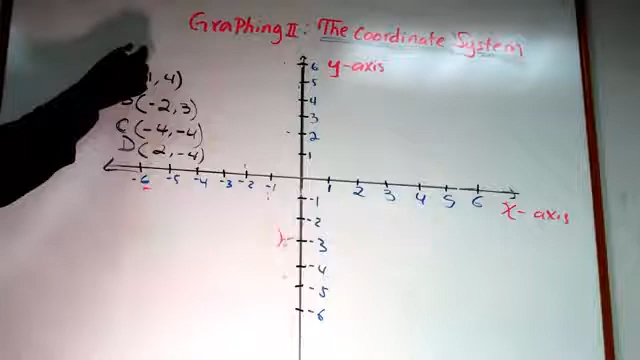 Graphing II: The Coordinate System
y-axis
1, 4)
B(-2, 3)
C(-4, -4)
D(2, -4)
6
5
4
3
2
1
-6 -5 -4 -3 -2 -1 1 2 3 4 5 6
x-axis
-1
-2
-3
-4
-5
-6